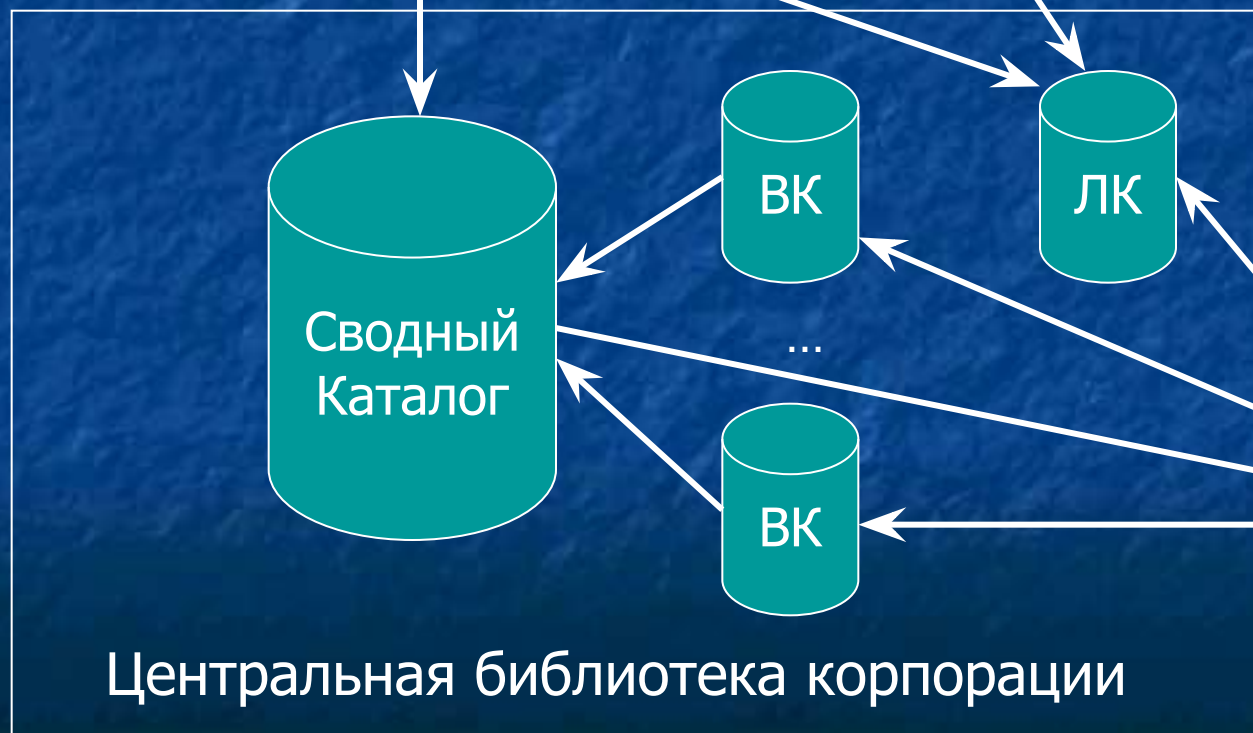 ВК
ЛК
Сводный
Каталог
...
ВК
Центральная библиотека корпорации